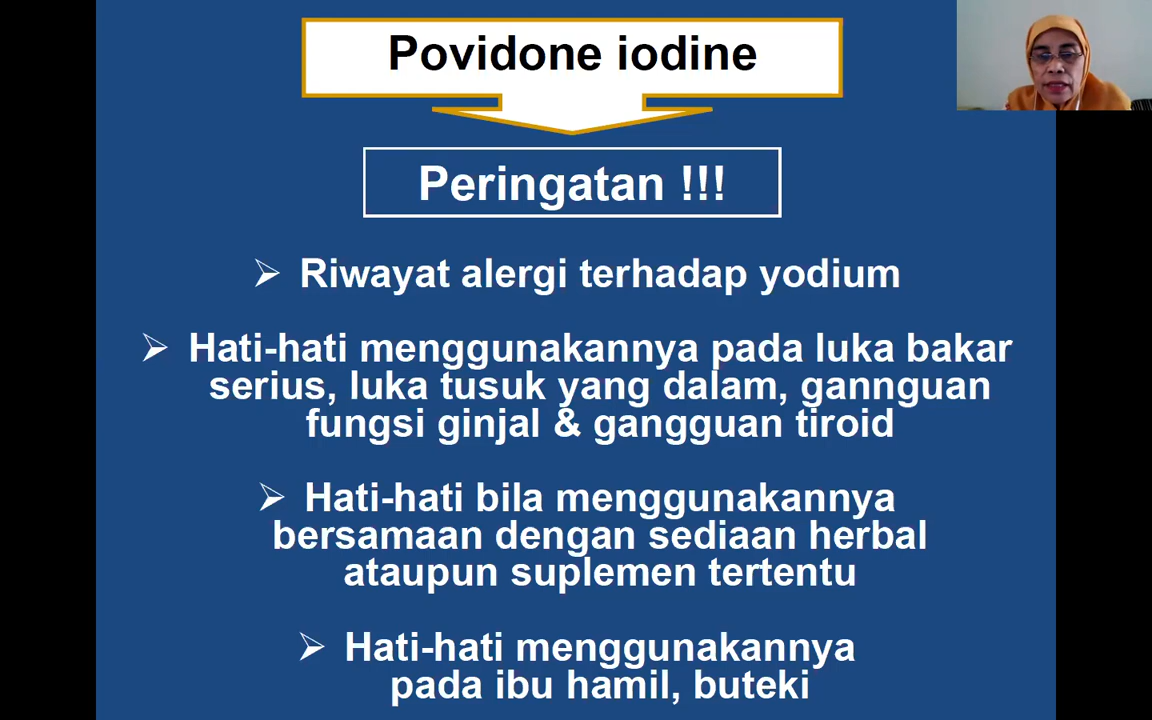 Povidone iodine
Peringatan !!!
➢ Riwayat alergi terhadap yodium
➢ Hati-hati menggunakannya pada luka bakar
serius, luka tusuk yang dalam, gannguan
fungsi ginjal & gangguan tiroid
➢ Hati-hati bila menggunakannya
bersamaan dengan sediaan herbal
ataupun suplemen tertentu
➢ Hati-hati menggunakannya
pada ibu hamil, buteki